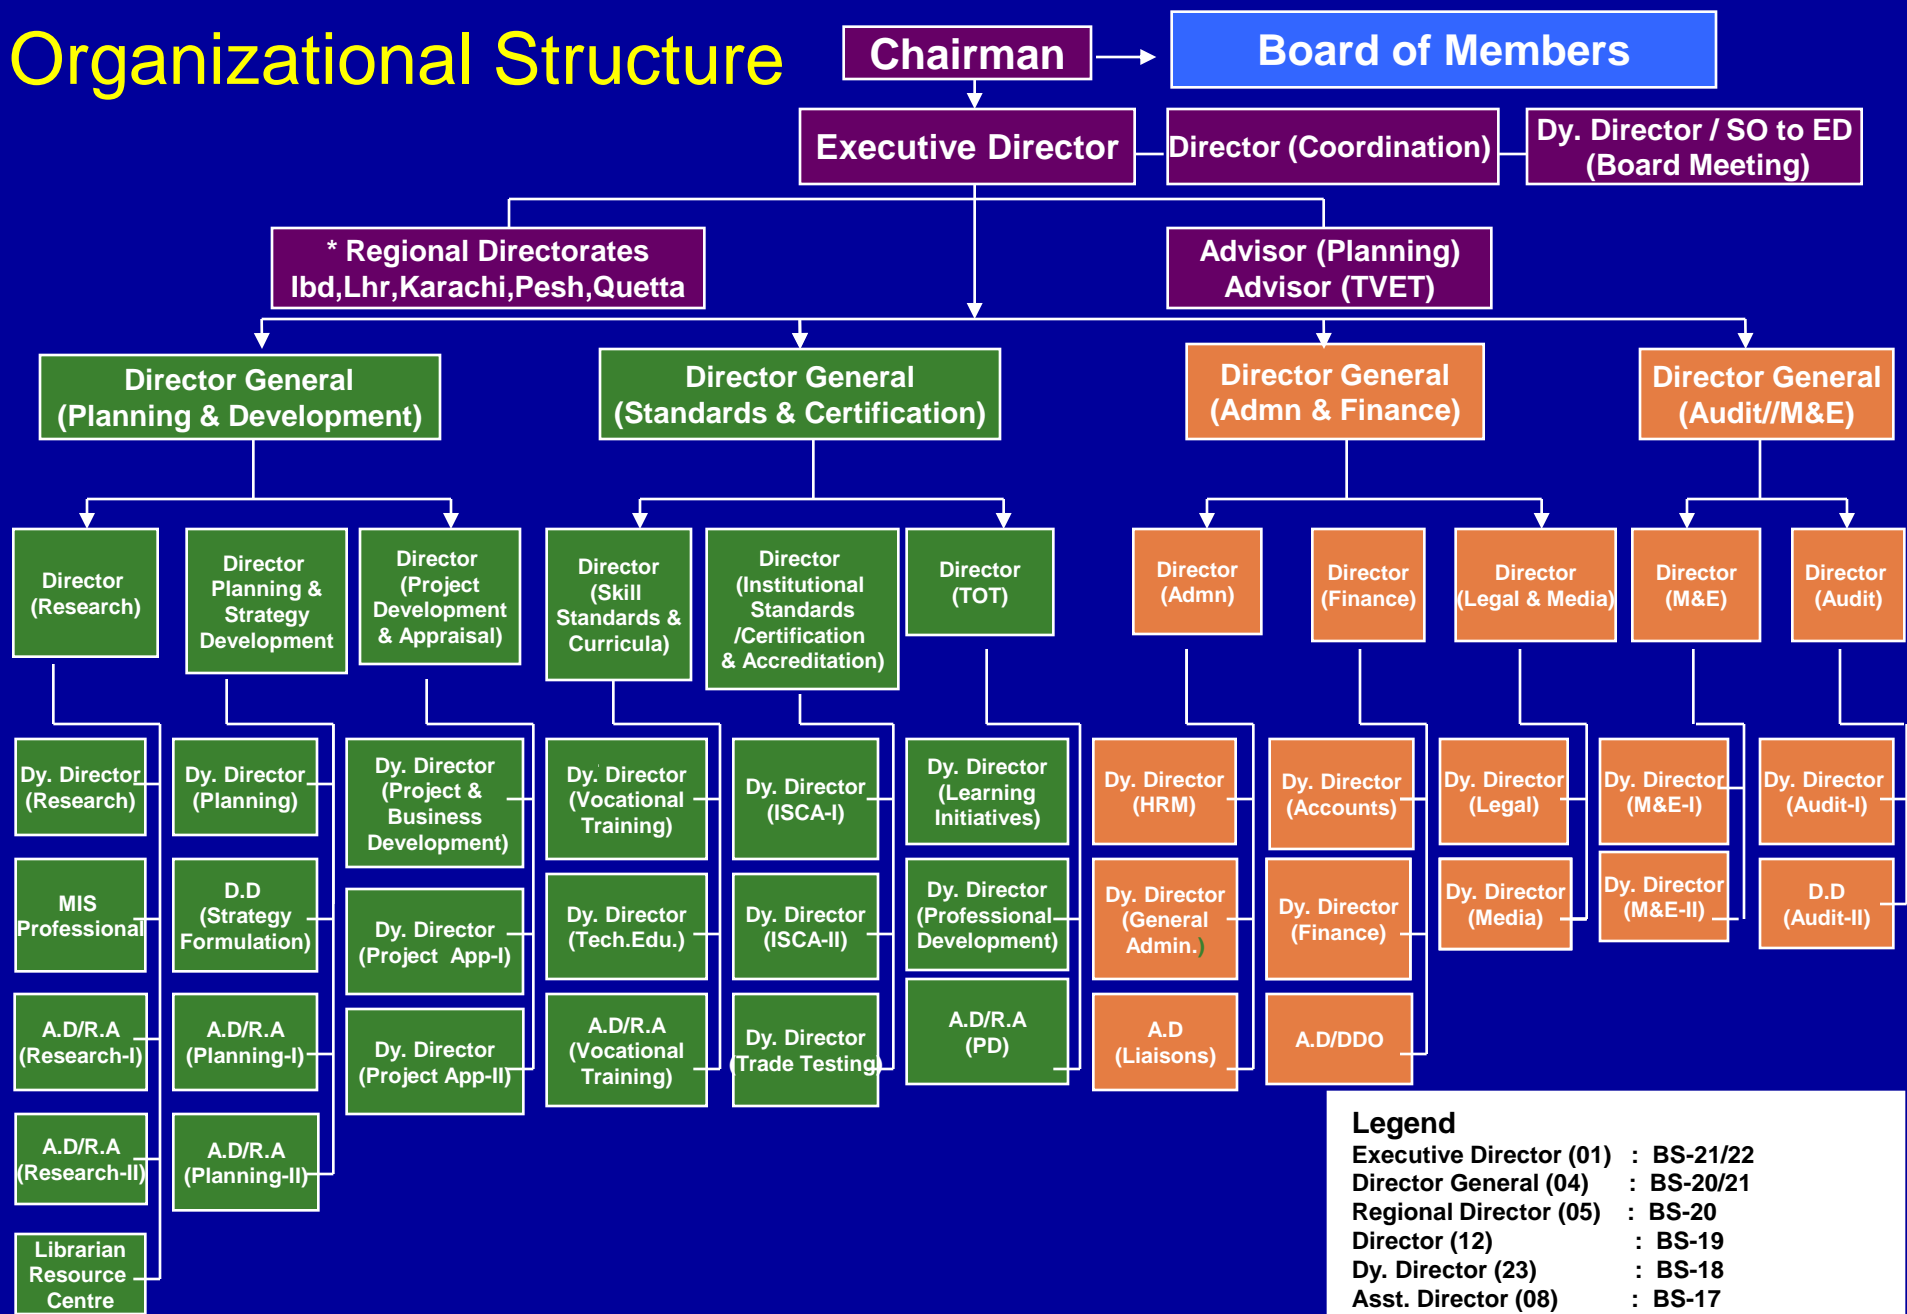 Organizational Structure
Chairman
Board of Members
Executive Director
Director (Coordination)
Dy. Director / SO to ED
(Board Meeting)
* Regional Directorates
Ibd,Lhr,Karachi,Pesh,Quetta
Advisor (Planning)
Advisor (TVET)
Director General
(Planning & Development)
Director General
(Standards & Certification)
Director General
(Admn & Finance)
Director General
(Audit//M&E)
Director
(Research)
Director
Planning &
Strategy
Development
Director
(Project
Development
& Appraisal)
Director
(Skill
Standards &
Curricula)
Director
(Institutional
Standards
/Certification
& Accreditation)
Director
(TOT)
Director
(Admn)
Director
(Finance)
Director
(Legal & Media)
Director
(M&E)
Director
(Audit)
Dy. Director
(Research)
Dy. Director
(Planning)
Dy. Director
(Project &
Business
Development)
Dy. Director
(Vocational
Training)
Dy. Director
(ISCA-I)
Dy. Director
(Learning
Initiatives)
Dy. Director
(HRM)
Dy. Director
(Accounts)
Dy. Director
(Legal)
Dy. Director
(M&E-I)
Dy. Director
(Audit-I)
MIS
Professional
D.D
(Strategy
Formulation)
Dy. Director
(Project App-I)
Dy. Director
(Tech.Edu.)
Dy. Director
(ISCA-II)
Dy. Director
(Professional
Development)
Dy. Director
(General
Admin.)
Dy. Director
(Finance)
Dy. Director
(Media)
Dy. Director
(M&E-II)
D.D
(Audit-II)
A.D/R.A
(Research-I)
A.D/R.A
(Planning-I)
Dy. Director
(Project App-II)
A.D/R.A
(Vocational
Training)
Dy. Director
(Trade Testing)
A.D/R.A
(PD)
A.D
(Liaisons)
A.D/DDO
A.D/R.A
(Research-II)
A.D/R.A
(Planning-II)
Librarian
Resource
Centre
Legend
Executive Director (01) : BS-21/22
Director General (04) : BS-20/21
Regional Director (05) : BS-20
Director (12) : BS-19
Dy. Director (23) : BS-18
Asst. Director (08) : BS-17